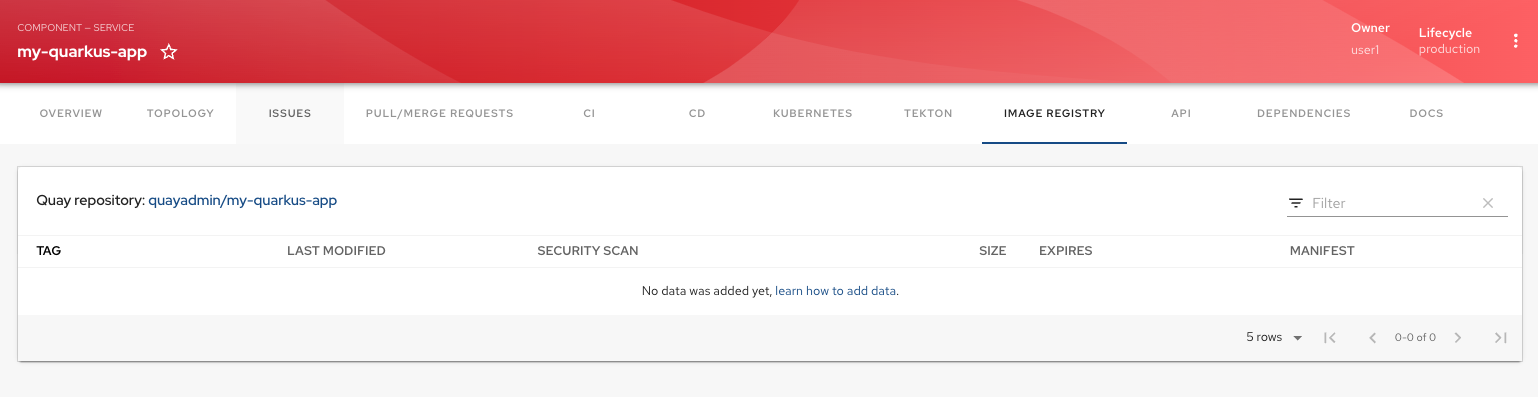 COMPONENT — SERVICE
my-quarkus-app
Owner
user1
Lifecycle
production
OVERVIEW TOPOLOGY ISSUES PULL/MERGE REQUESTS CI CD KUBERNETES TEKTON IMAGE REGISTRY API DEPENDENCIES DOCS
Quay repository: quayadmin/my-quarkus-app
Filter
TAG LAST MODIFIED SECURITY SCAN SIZE EXPIRES MANIFEST
No data was added yet, learn how to add data.
5 rows 0-0 of 0